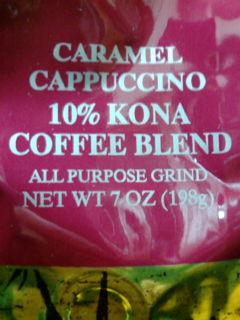 CARAMEL
CAPPUCCINO
10% KONA
COFFEE BLEND
ALL PURPOSE GRIND
NET WT 7 OZ (198g)